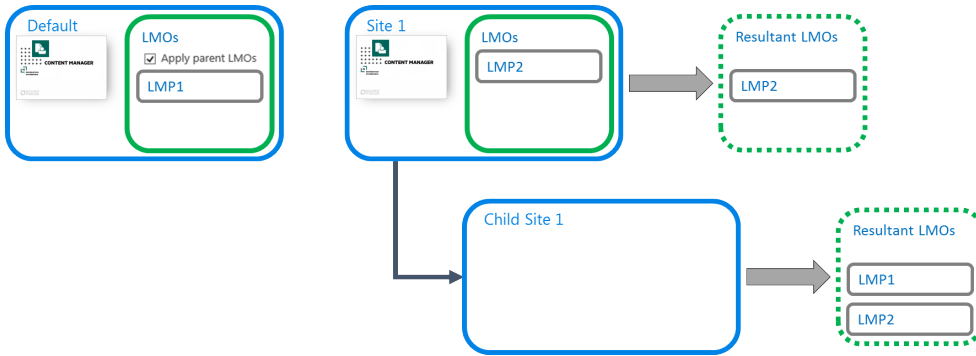 Default
CONTENT MANAGER
LMOs
Apply parent LMOs
LMP1
Site 1
CONTENT MANAGER
LMOs
LMP2
Resultant LMOs
LMP2
Child Site 1
Resultant LMOs
LMP1
LMP2